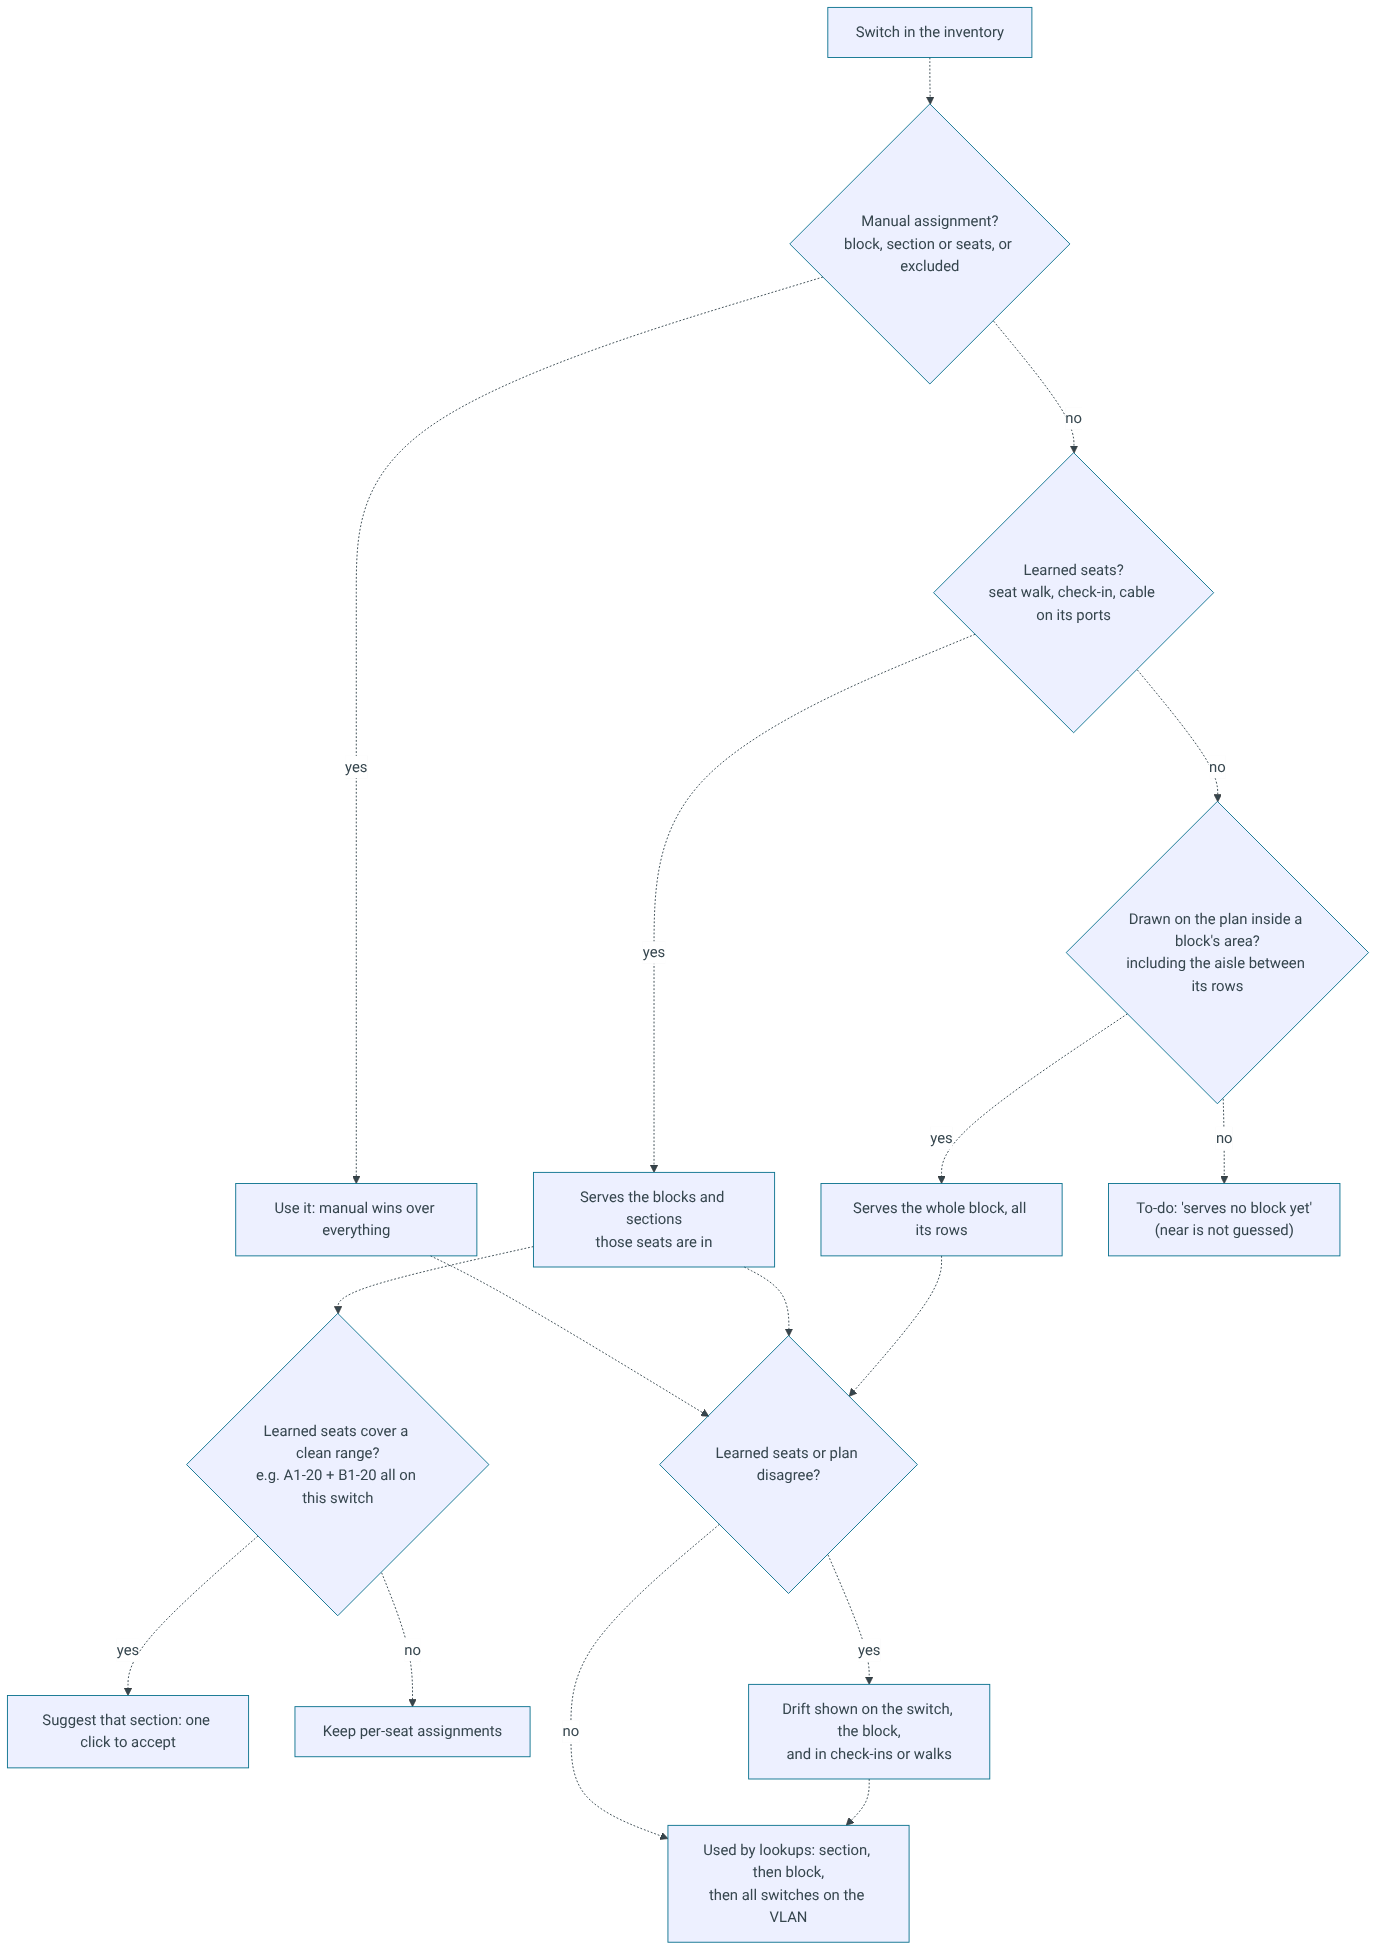 Switch in the inventory
Manual assignment?
block, section or seats, or
excluded
no
Learned seats?
seat walk, check-in, cable
on its ports
yes
no
Drawn on the plan inside a
block's area?
including the aisle between
its rows
yes
yes
no
Use it: manual wins over
everything
Serves the blocks and
sections
those seats are in
Serves the whole block, all
its rows
To-do: 'serves no block yet'
(near is not guessed)
Learned seats cover a
clean range?
e.g. A1-20 + B1-20 all on
this switch
Learned seats or plan
disagree?
yes
no
yes
Suggest that section: one
click to accept
Keep per-seat assignments
no
Drift shown on the switch,
the block,
and in check-ins or walks
Used by lookups: section,
then block,
then all switches on the
VLAN